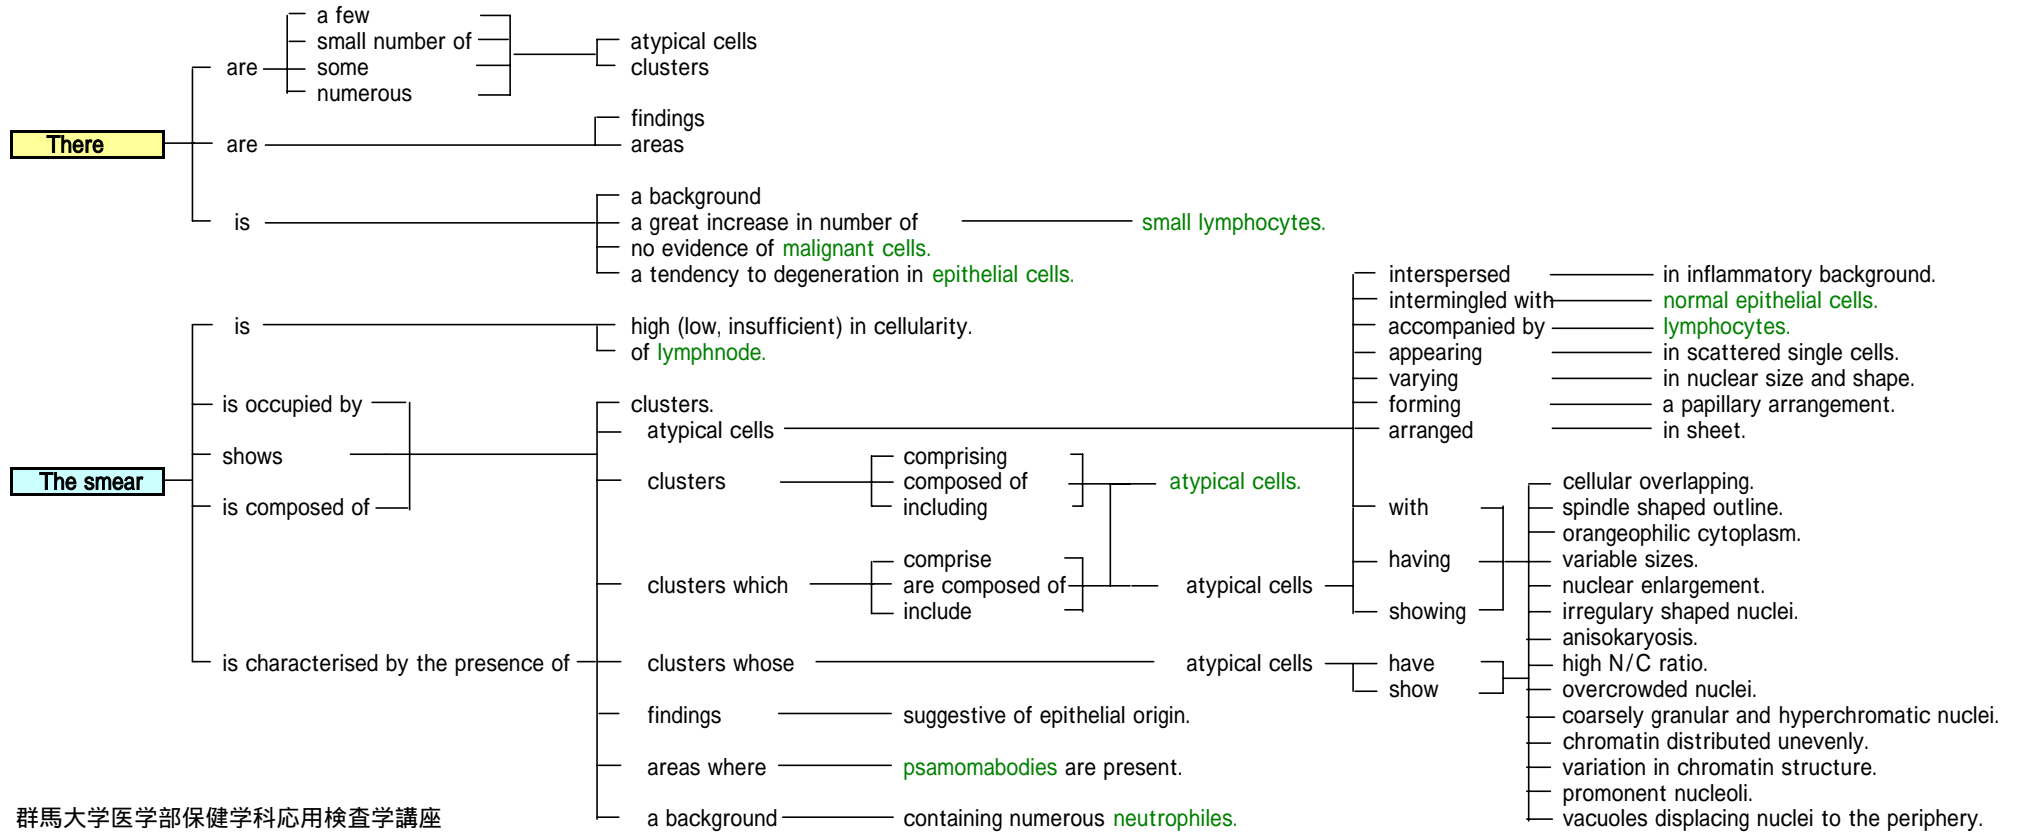 a few
small number of
some
numerous
are
atypical cells
clusters
There
are
findings
areas
is
a background
a great increase in number of small lymphocytes.
no evidence of malignant cells.
a tendency to degeneration in epithelial cells.
The smear
is
high (low, insufficient) in cellularity.
of lymphnode.
is occupied by
shows
is composed of
is characterised by the presence of
clusters.
atypical cells
interspersed in inflammatory background.
intermingled with normal epithelial cells.
accompanied by lymphocytes.
appearing in scattered single cells.
varying in nuclear size and shape.
forming a papillary arrangement.
arranged in sheet.
clusters
comprising
composed of
including
atypical cells.
clusters which
comprise
are composed of
include
atypical cells
with
having
showing
clusters whose
atypical cells
have
show
cellular overlapping.
spindle shaped outline.
orangeophilic cytoplasm.
variable sizes.
nuclear enlargement.
irregulary shaped nuclei.
anisokaryosis.
high N/C ratio.
overcrowded nuclei.
coarsely granular and hyperchromatic nuclei.
chromatin distributed unevenly.
variation in chromatin structure.
promonent nucleoli.
vacuoles displacing nuclei to the periphery.
findings suggestive of epithelial origin.
areas where psamomabodies are present.
a background containing numerous neutrophiles.
群馬大学医学部保健学科応用検査学講座